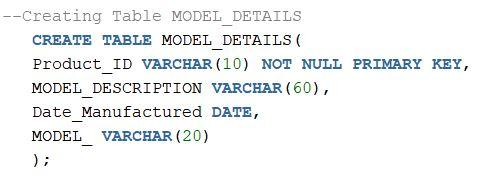 --Creating Table MODEL_DETAILS
CREATE TABLE MODEL_DETAILS(
Product_ID VARCHAR(10) NOT NULL PRIMARY KEY,
MODEL_DESCRIPTION VARCHAR(60),
Date_Manufactured DATE,
MODEL_ VARCHAR(20)
);